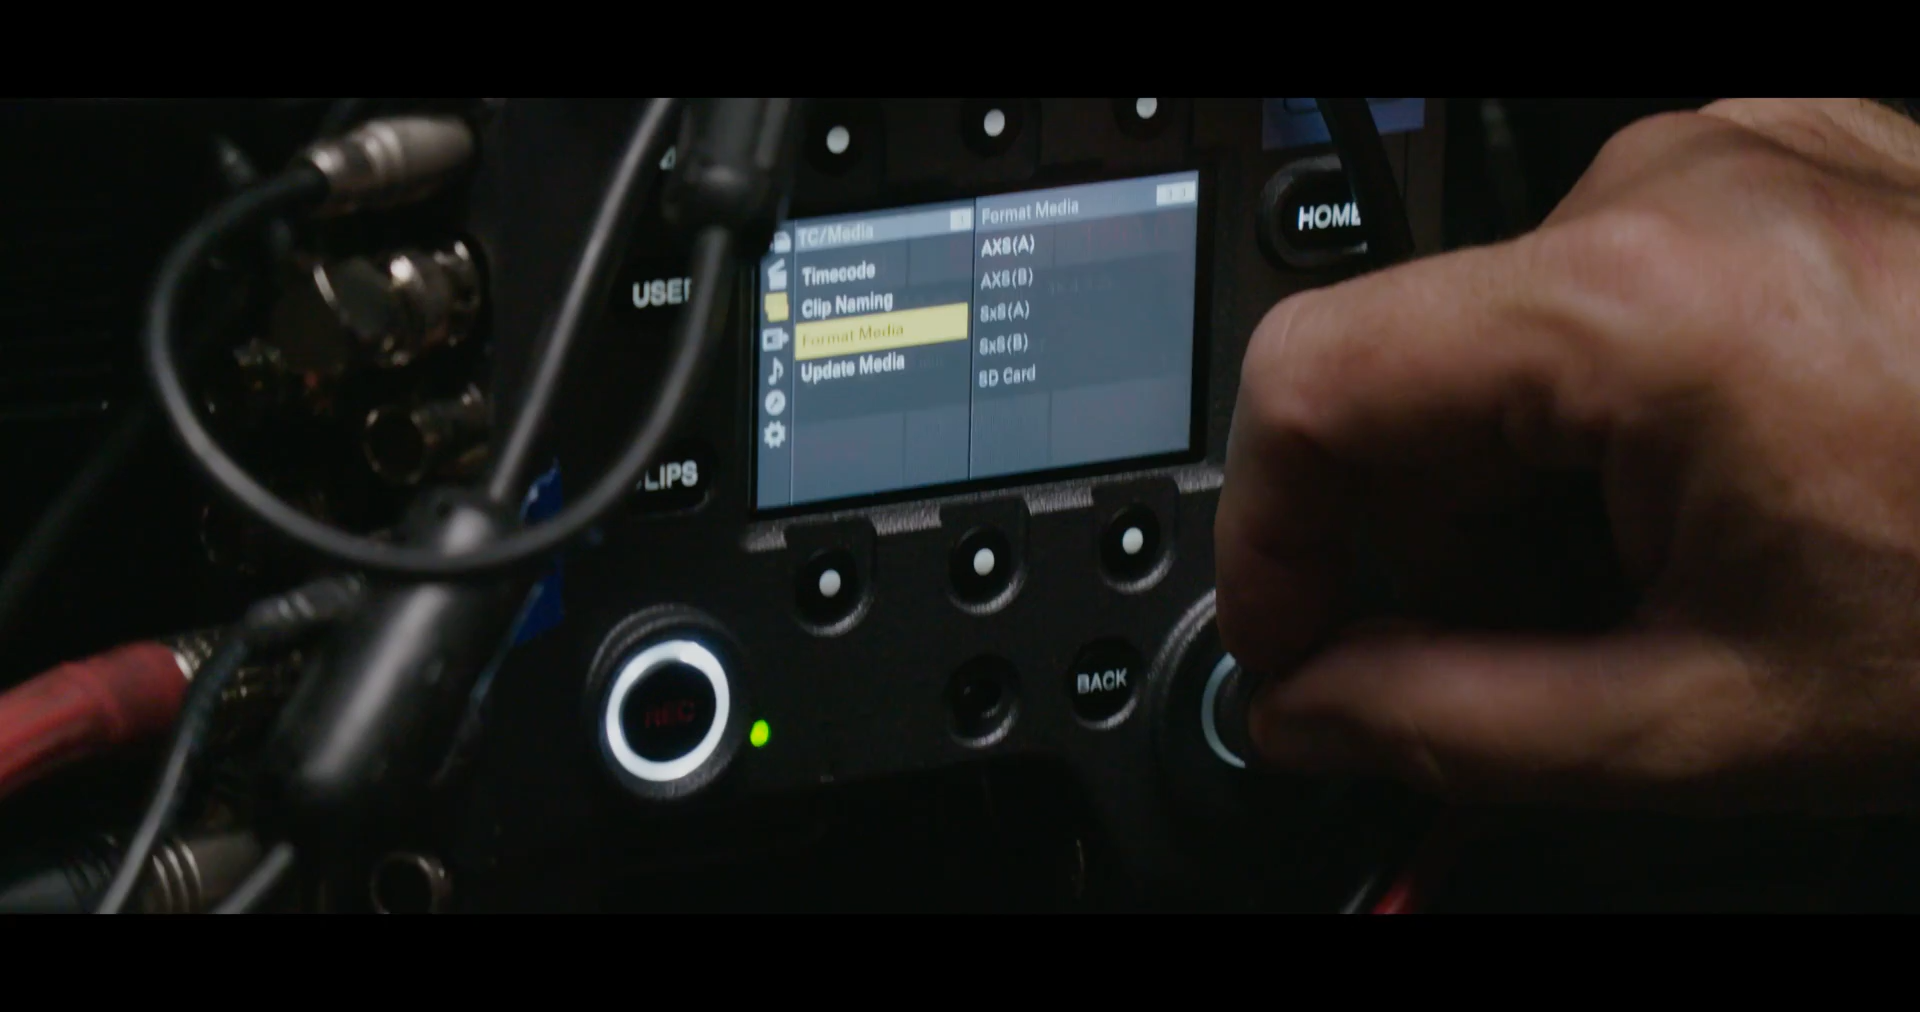 HOME
TC/Media
Format Media
Timecode
Clip Naming
Format Media
Update Media
AXS(A)
AXS(B)
SxS(A)
SxS(B)
SD Card
USER
CLIPS
BACK
REC